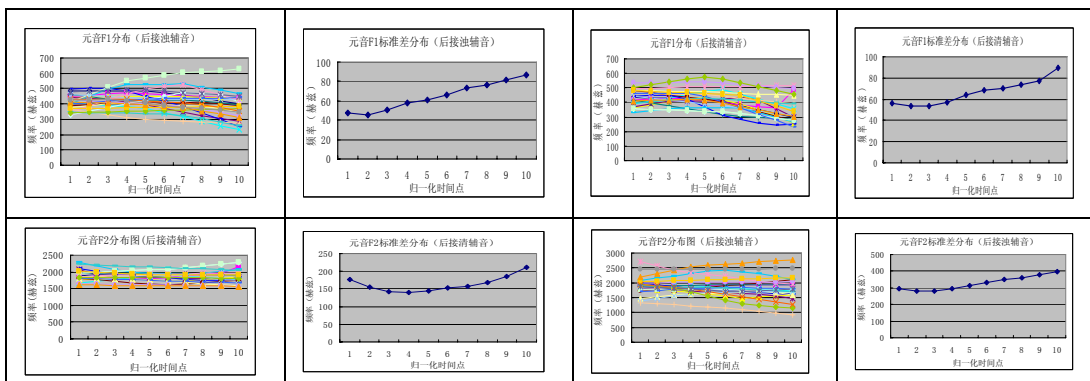 元音F1分布（后接浊辅音）
700
600
500
400
300
200
100
0
频率（赫兹）
1 2 3 4 5 6 7 8 9 10
归一化时间点
元音F1标准差分布（后接浊辅音）
100
80
60
40
20
0
频率（赫兹）
1 2 3 4 5 6 7 8 9 10
归一化时间点
元音F1分布（后接清辅音）
700
600
500
400
300
200
100
0
频率（赫兹）
1 2 3 4 5 6 7 8 9 10
归一化时间点
元音F1标准差分布（后接清辅音）
100
80
60
40
20
0
频率（赫兹）
1 2 3 4 5 6 7 8 9 10
归一化时间点
元音F2分布图(后接清辅音)
2500
2000
1500
1000
500
0
频率(赫兹)
1 2 3 4 5 6 7 8 9 10
归一化时间点
元音F2标准差分布（后接清辅音）
250
200
150
100
50
0
频率（赫兹）
1 2 3 4 5 6 7 8 9 10
归一化时间点
元音F2分布图（后接浊辅音）
3000
2500
2000
1500
1000
500
0
频率（赫兹）
1 2 3 4 5 6 7 8 9 10
归一化时间点
元音F2标准差分布（后接浊辅音）
500
400
300
200
100
0
频率（赫兹）
1 2 3 4 5 6 7 8 9 10
归一化时间点